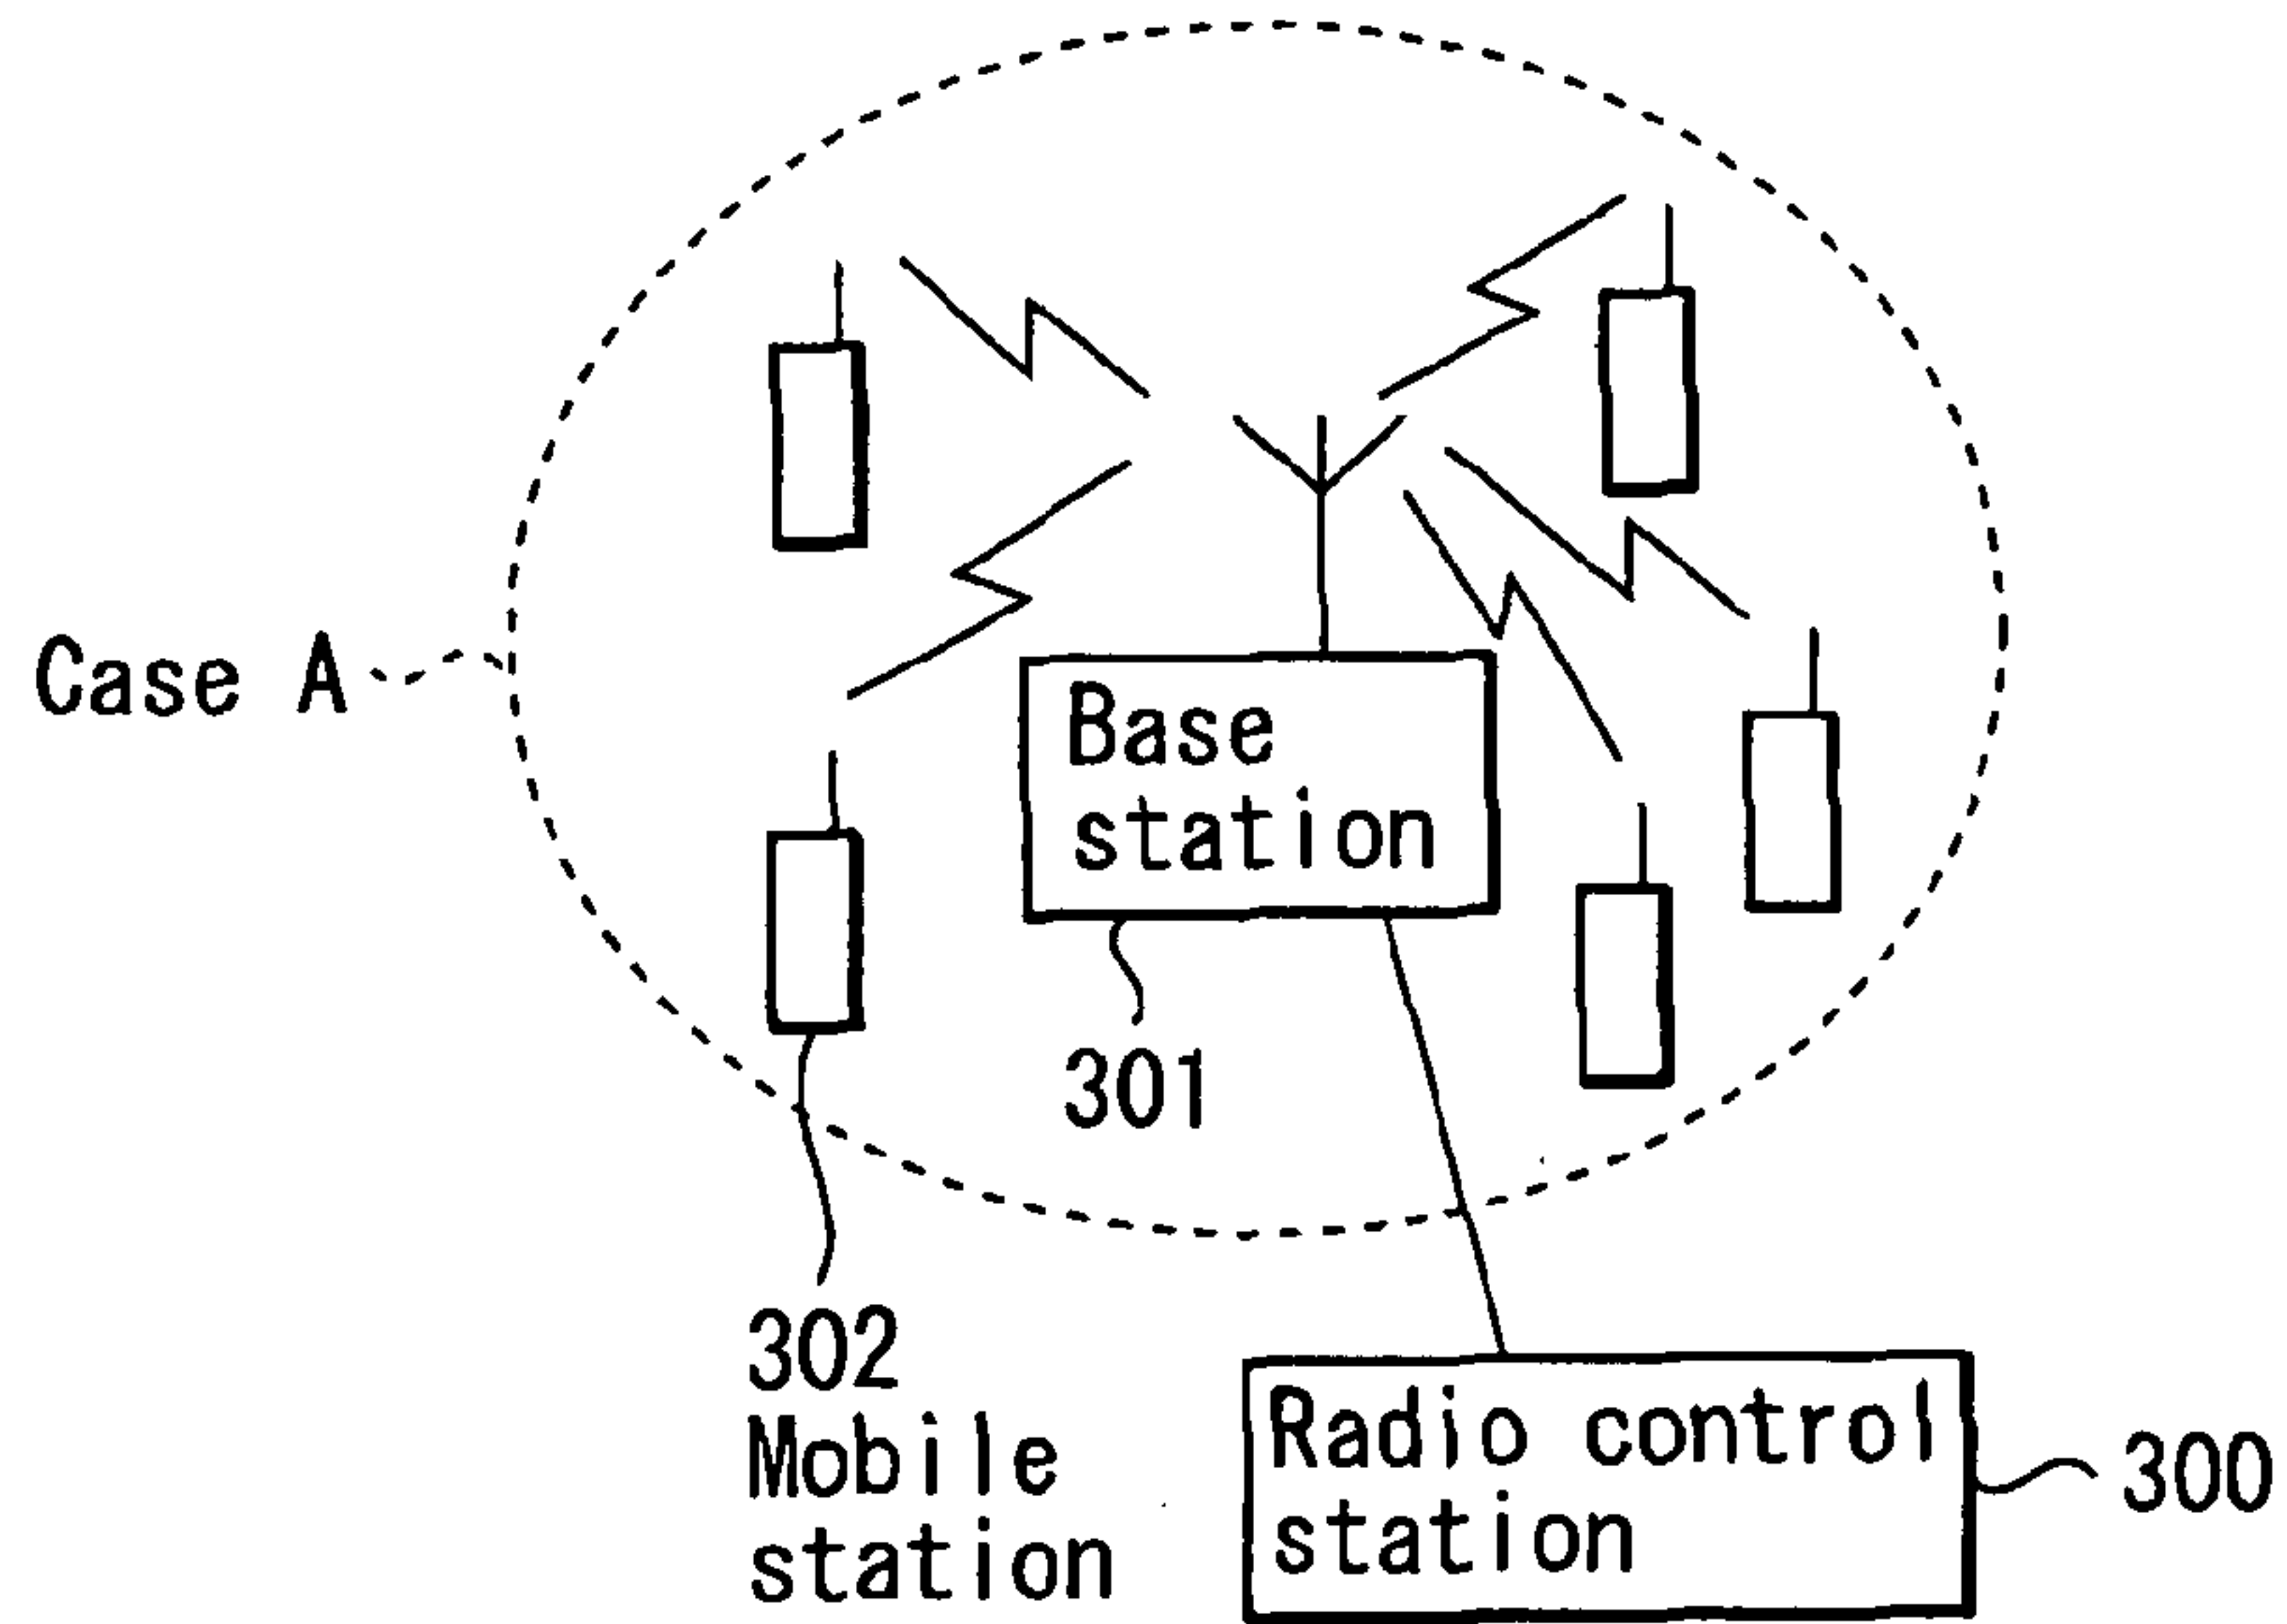 Case A
Base
station
301
302
Mobile
station
Radio control
station
300